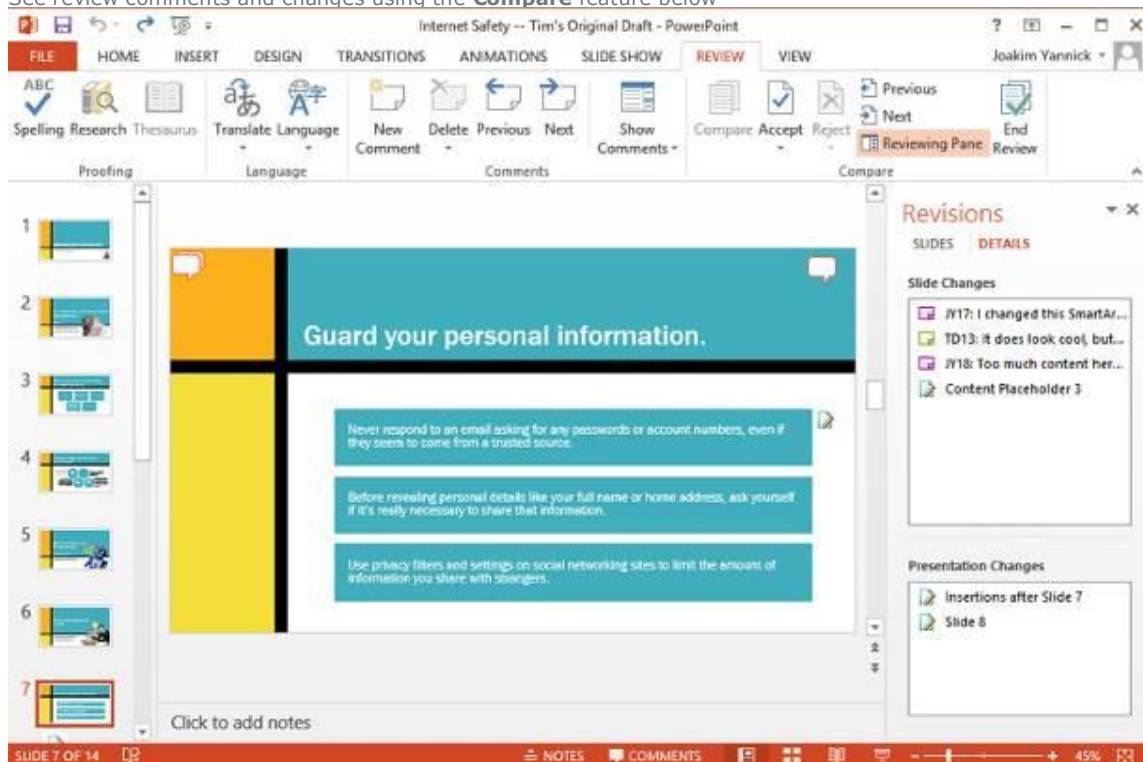 See review comments and changes using the Compare feature below
Internet Safety -- Tim's Original Draft - PowerPoint
?
FILE HOME INSERT DESIGN TRANSITIONS ANIMATIONS SLIDE SHOW REVIEW VIEW
Joakim Yannick
ABC
Spelling Research Thesaurus
Translate Language
New Comment
Delete Previous Next
Show Comments
Compare Accept Reject
Previous
Next
Reviewing Pane
End Review
Proofing
Language
Comments
Compare
1
2
3
4
5
6
7
Guard your personal information.
Never respond to an email asking for any passwords or account numbers, even if
they seem to come from a trusted source.
Before revealing personal details like your full name or home address, ask yourself
if it's really necessary to share that information.
Use privacy filters and settings on social networking sites to limit the amount of
information you share with strangers.
Click to add notes
Revisions
SLIDES DETAILS
Slide Changes
JY17: I changed this SmartAr...
TD13: It does look cool, but...
JY18: Too much content her...
Content Placeholder 3
Presentation Changes
Insertions after Slide 7
Slide 8
SLIDE 7 OF 14
NOTES
COMMENTS
45%